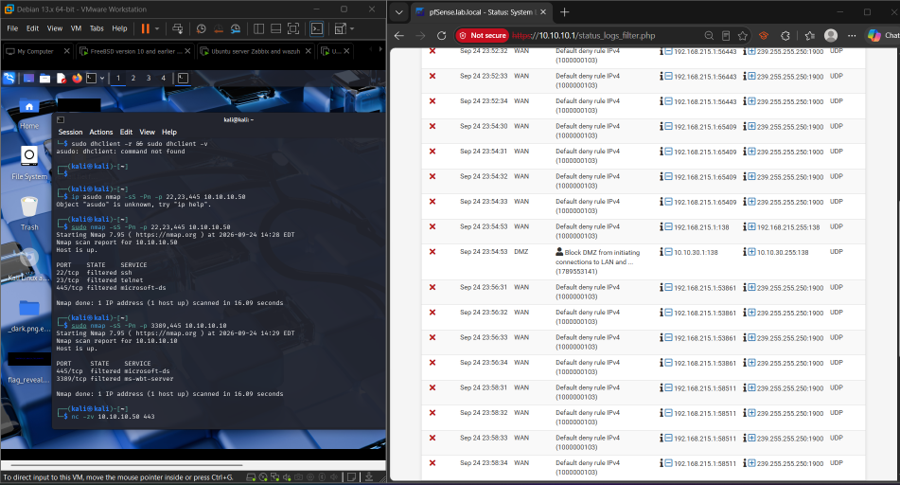 Debian 13.x 64-bit - VMware Workstation
File Edit View VM Tabs Help
My Computer FreeBSD version 10 and earlier ... Ubuntu server Zabbix and wazuh U...
1 2 3 4
Home
File System
Trash
_dark.png.e...
flag_reveal...
kali@kali: ~
Session Actions Edit View Help
└─$ sudo dhclient -r && sudo dhclient -v
asudo: dhclient: command not found
┌──(kali㉿kali)-[~]
└─$
┌──(kali㉿kali)-[~]
└─$ ip asudo nmap -sS -Pn -p 22,23,445 10.10.10.50
Object "asudo" is unknown, try "ip help".
┌──(kali㉿kali)-[~]
└─$ sudo nmap -sS -Pn -p 22,23,445 10.10.10.50
Starting Nmap 7.95 ( https://nmap.org ) at 2026-09-24 14:28 EDT
Nmap scan report for 10.10.10.50
Host is up.
PORT STATE SERVICE
22/tcp filtered ssh
23/tcp filtered telnet
445/tcp filtered microsoft-ds
Nmap done: 1 IP address (1 host up) scanned in 16.09 seconds
┌──(kali㉿kali)-[~]
└─$ sudo nmap -sS -Pn -p 3389,445 10.10.10.10
Starting Nmap 7.95 ( https://nmap.org ) at 2026-09-24 14:29 EDT
Nmap scan report for 10.10.10.10
Host is up.
PORT STATE SERVICE
445/tcp filtered microsoft-ds
3389/tcp filtered ms-wbt-server
Nmap done: 1 IP address (1 host up) scanned in 16.09 seconds
┌──(kali㉿kali)-[~]
└─$ nc -zv 10.10.10.50 443
To direct input to this VM, move the mouse pointer inside or press Ctrl+G.
pfSense.lab.local - Status: System L
Not secure https://10.10.10.1/status_logs_filter.php Chat
Sep 24 23:52:32 WAN Default deny rule IPv4 192.168.215.1:56443 239.255.255.250:1900 UDP
(1000000103)
Sep 24 23:52:33 WAN Default deny rule IPv4 192.168.215.1:56443 239.255.255.250:1900 UDP
(1000000103)
Sep 24 23:52:34 WAN Default deny rule IPv4 192.168.215.1:56443 239.255.255.250:1900 UDP
(1000000103)
Sep 24 23:54:30 WAN Default deny rule IPv4 192.168.215.1:65409 239.255.255.250:1900 UDP
(1000000103)
Sep 24 23:54:31 WAN Default deny rule IPv4 192.168.215.1:65409 239.255.255.250:1900 UDP
(1000000103)
Sep 24 23:54:32 WAN Default deny rule IPv4 192.168.215.1:65409 239.255.255.250:1900 UDP
(1000000103)
Sep 24 23:54:33 WAN Default deny rule IPv4 192.168.215.1:65409 239.255.255.250:1900 UDP
(1000000103)
Sep 24 23:54:53 WAN Default deny rule IPv4 192.168.215.1:138 192.168.215.255:138 UDP
(1000000103)
Sep 24 23:54:53 DMZ Block DMZ from initiating 10.10.30.1:138 10.10.30.255:138 UDP
connections to LAN and ...
(1789553141)
Sep 24 23:56:31 WAN Default deny rule IPv4 192.168.215.1:53861 239.255.255.250:1900 UDP
(1000000103)
Sep 24 23:56:32 WAN Default deny rule IPv4 192.168.215.1:53861 239.255.255.250:1900 UDP
(1000000103)
Sep 24 23:56:33 WAN Default deny rule IPv4 192.168.215.1:53861 239.255.255.250:1900 UDP
(1000000103)
Sep 24 23:56:34 WAN Default deny rule IPv4 192.168.215.1:53861 239.255.255.250:1900 UDP
(1000000103)
Sep 24 23:58:31 WAN Default deny rule IPv4 192.168.215.1:58511 239.255.255.250:1900 UDP
(1000000103)
Sep 24 23:58:32 WAN Default deny rule IPv4 192.168.215.1:58511 239.255.255.250:1900 UDP
(1000000103)
Sep 24 23:58:33 WAN Default deny rule IPv4 192.168.215.1:58511 239.255.255.250:1900 UDP
(1000000103)
Sep 24 23:58:34 WAN Default deny rule IPv4 192.168.215.1:58511 239.255.255.250:1900 UDP
(1000000103)